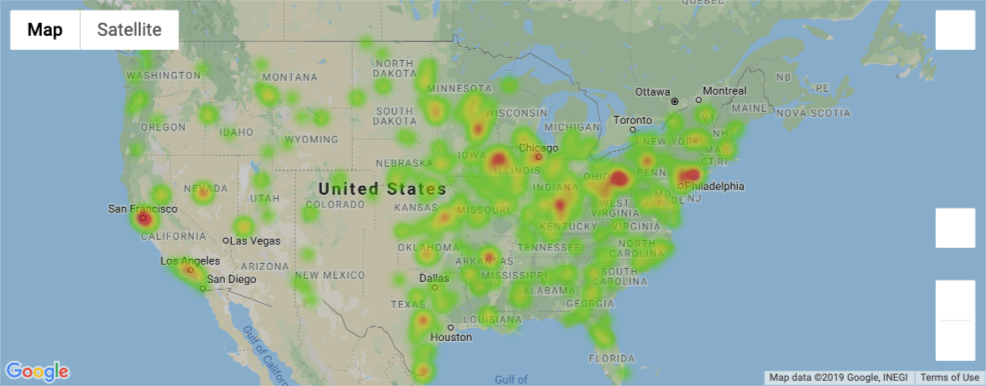 QUEBEC
Map
Satellite
WASHINGTON
MONTANA
NORTH
DAKOTA
MINNESOTA
Ottawa
Montreal
NB
PE
MAINE
NOVA SCOTIA
OREGON
IDAHO
WYOMING
SOUTH
DAKOTA
WISCONSIN
MICHIGAN
Toronto
VT
NH
NEW YORK
MA
CT RI
Chicago
IOWA
NEBRASKA
ILLINOIS
INDIANA
OHIO
PENN
Philadelphia
NEVADA
UTAH
COLORADO
United States
KANSAS
MISSOURI
WEST
VIRGINIA
MD
DE
NJ
San Francisco
CALIFORNIA
Las Vegas
KENTUCKY
VIRGINIA
OKLAHOMA
ARKANSAS
TENNESSEE
NORTH
CAROLINA
Los Angeles
San Diego
ARIZONA
NEW MEXICO
Dallas
MISSISSIPPI
SOUTH
CAROLINA
ALABAMA
GEORGIA
TEXAS
LOUISIANA
Houston
FLORIDA
Gulf of Californ
Gulf of
Google
Map data ©2019 Google, INEGI
Terms of Use